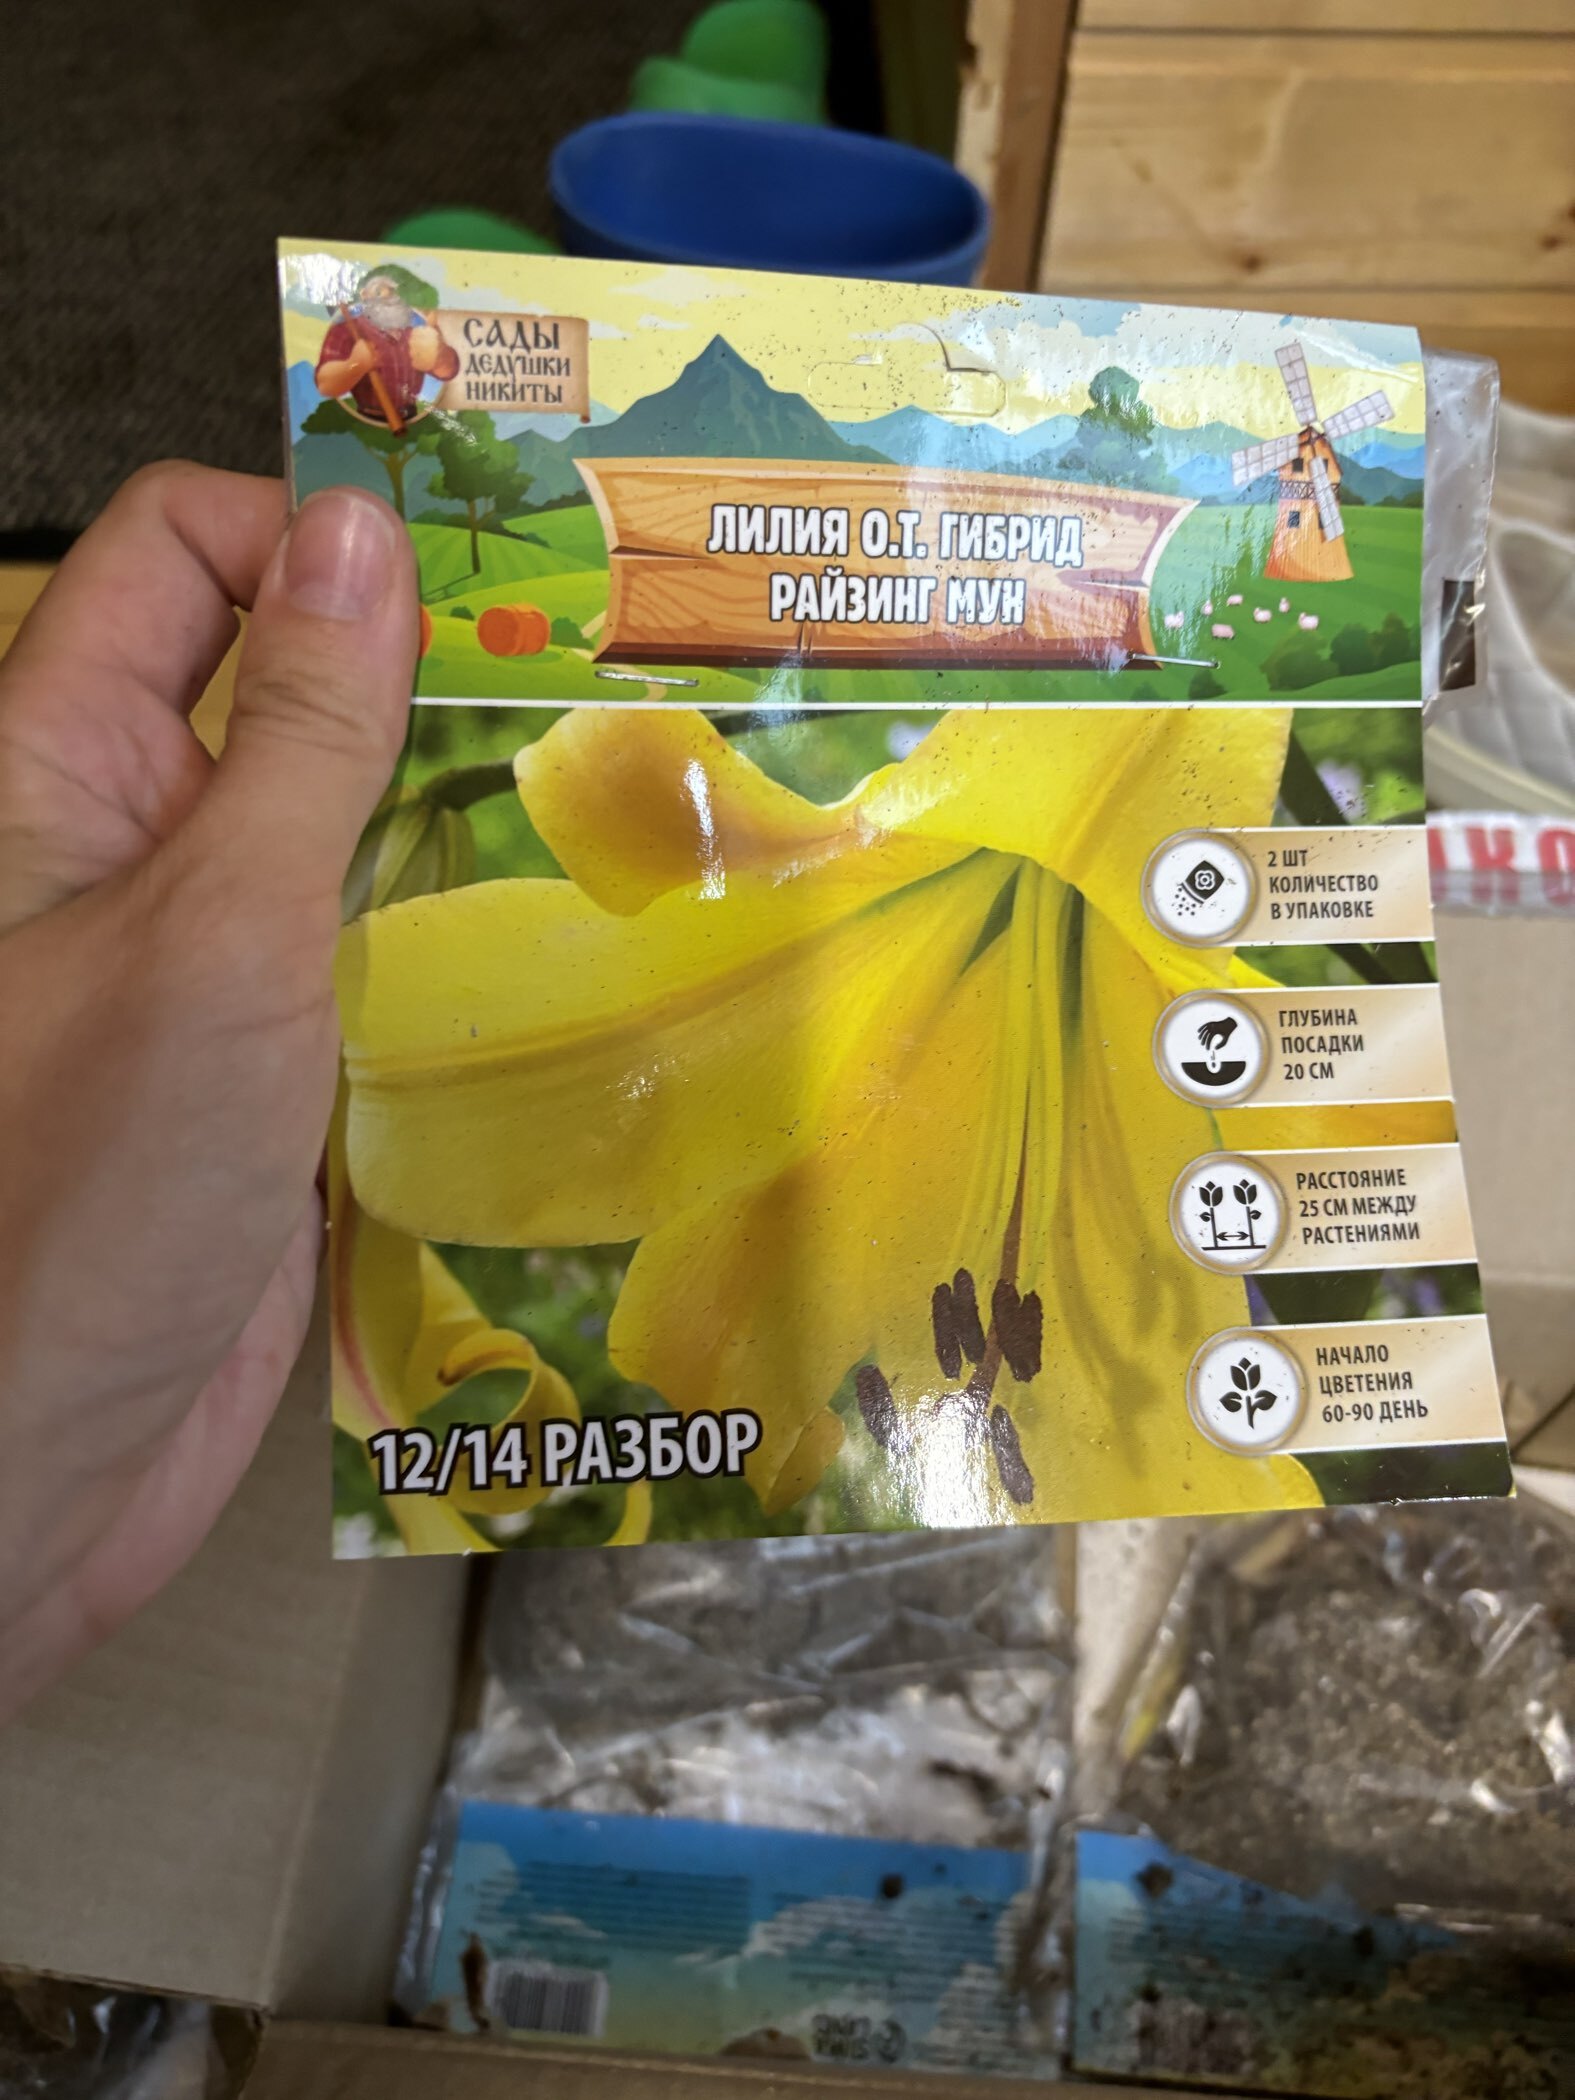 САДЫ
ДЕДУШКИ
НИКИТЫ
ЛИЛИЯ О.Т. ГИБРИД
РАЙЗИНГ МУН
2 ШТ
КОЛИЧЕСТВО
В УПАКОВКЕ
ГЛУБИНА
ПОСАДКИ
20 СМ
РАССТОЯНИЕ
25 СМ МЕЖДУ
РАСТЕНИЯМИ
НАЧАЛО
ЦВЕТЕНИЯ
60-90 ДЕНЬ
12/14 РАЗБОР